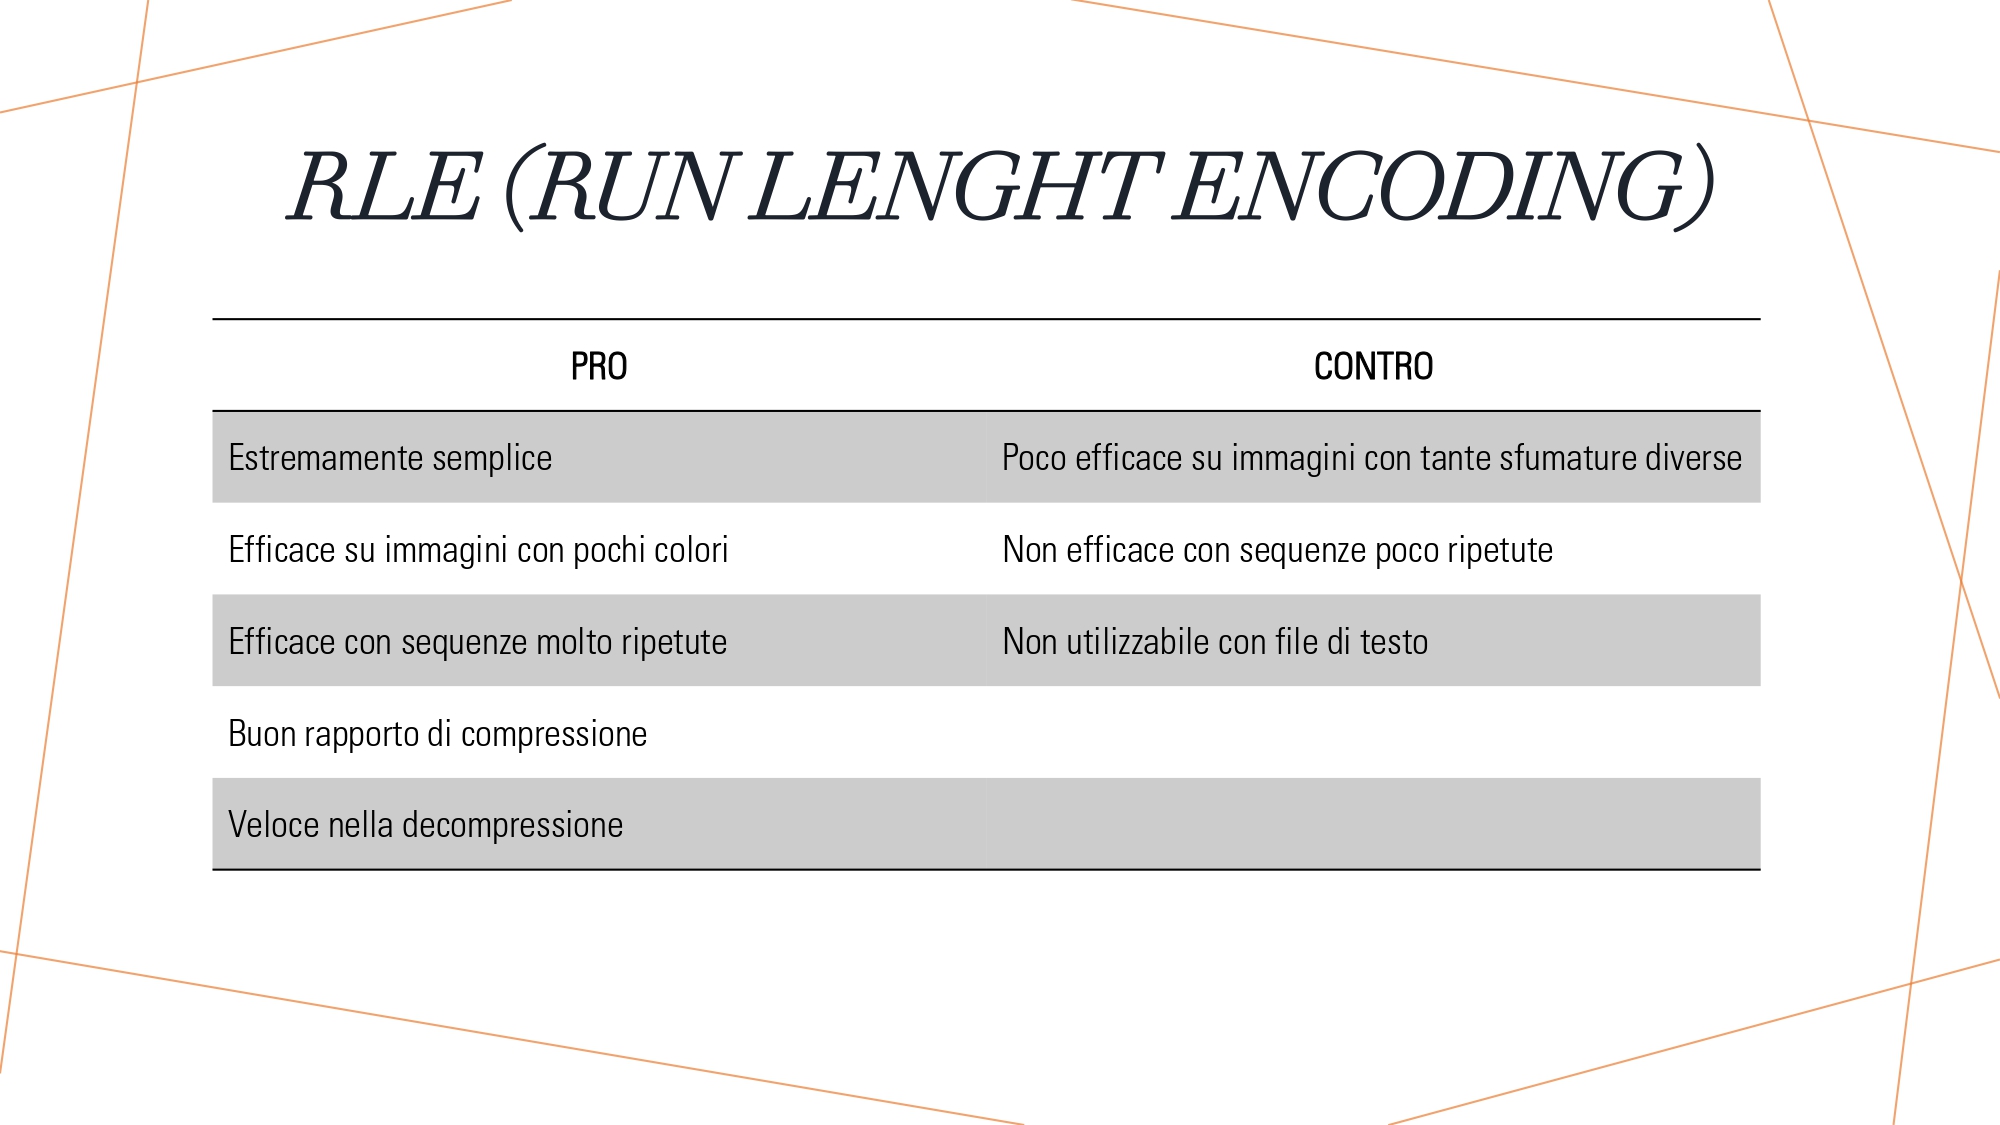 RLE (RUN LENGHT ENCODING)
PRO CONTRO
Estremamente semplice Poco efficace su immagini con tante sfumature diverse
Efficace su immagini con pochi colori Non efficace con sequenze poco ripetute
Efficace con sequenze molto ripetute Non utilizzabile con file di testo
Buon rapporto di compressione
Veloce nella decompressione